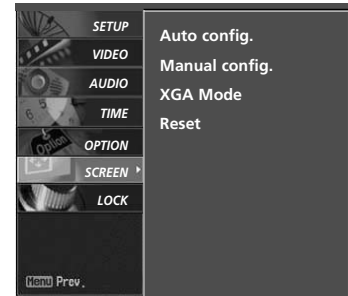 SETUP
VIDEO
AUDIO
TIME
OPTION
SCREEN
LOCK
Menu Prev.
Auto config.
Manual config.
XGA Mode
Reset